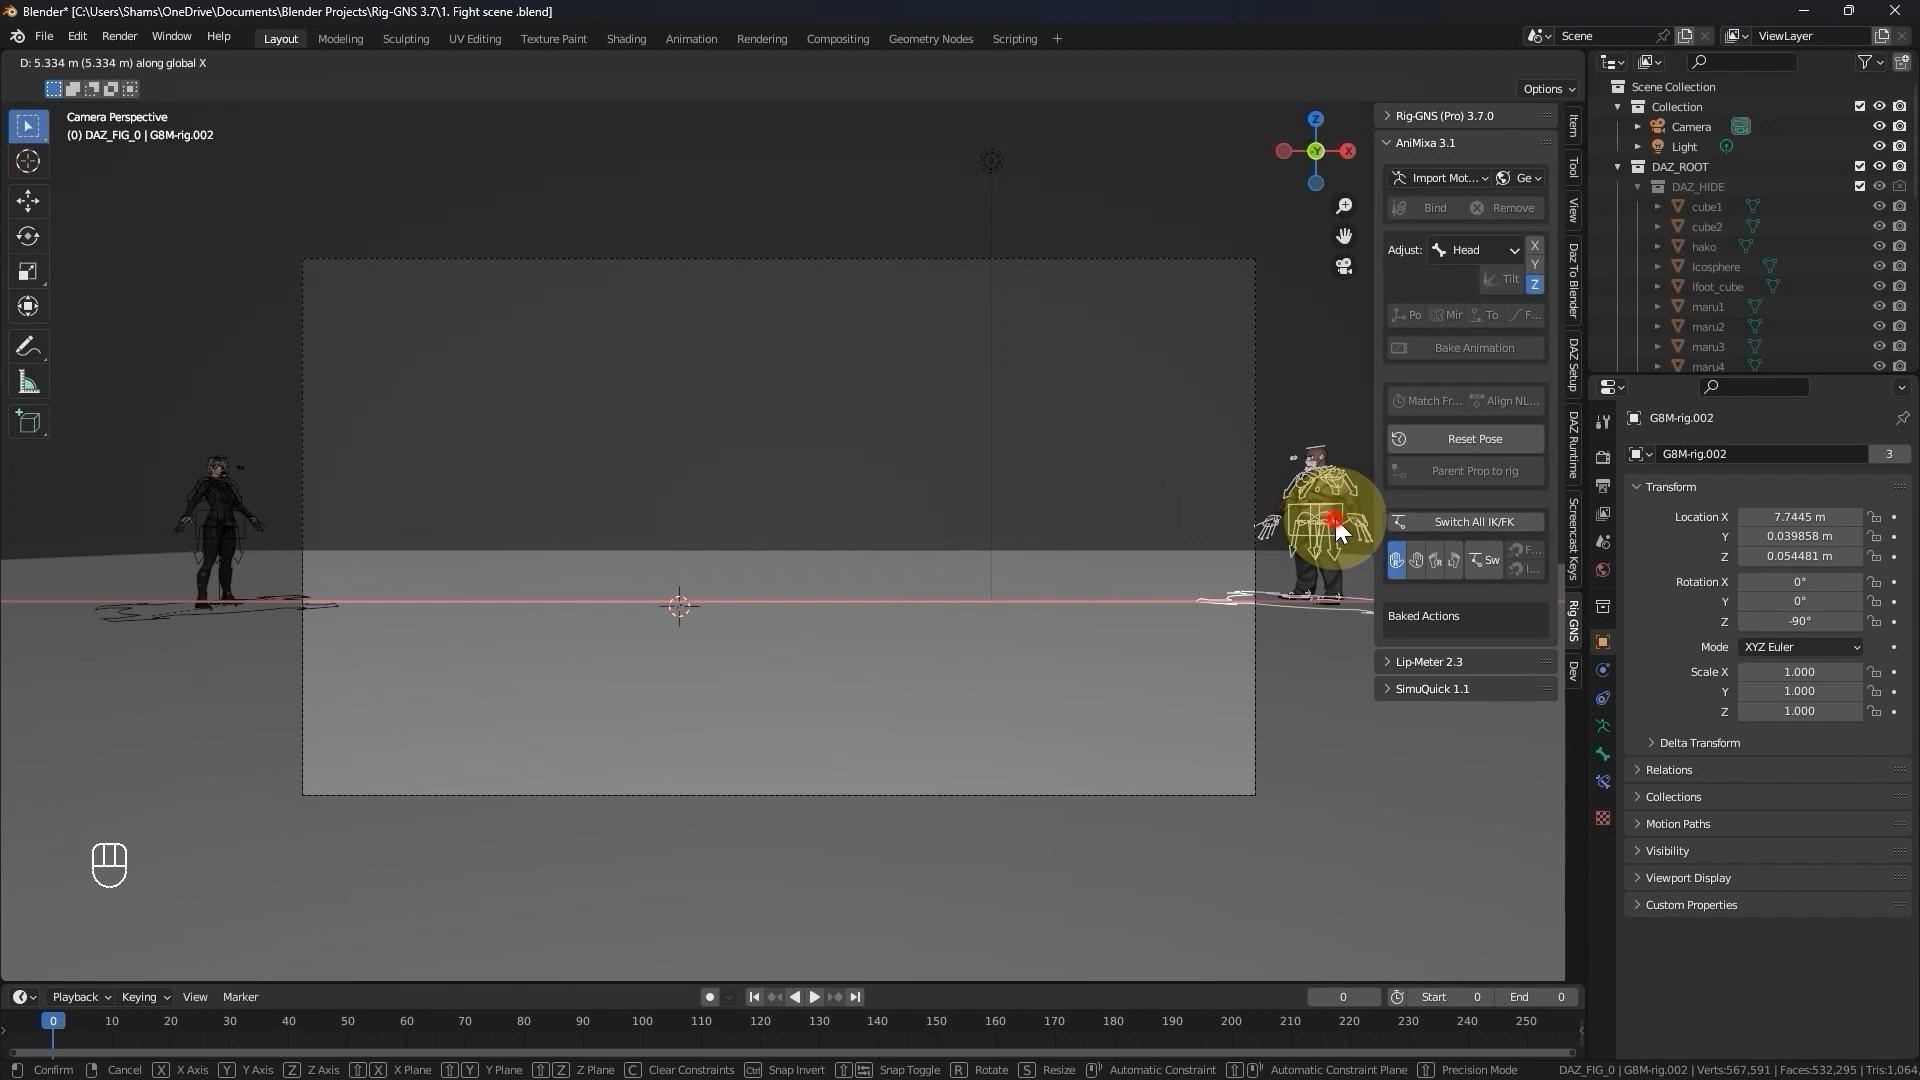 Blender* [C:\Users\Shams\OneDrive\Documents\Blender Projects\Rig-GNS 3.7\1. Fight scene .blend]
File Edit Render Window Help Layout Modeling Sculpting UV Editing Texture Paint Shading Animation Rendering Compositing Geometry Nodes Scripting + Scene ViewLayer
D: 5.334 m (5.334 m) along global X
Options
Camera Perspective
(0) DAZ_FIG_0 | G8M-rig.002
Z
-Y X
Rig-GNS (Pro) 3.7.0
AniMixa 3.1
Import Mot... Ge
Bind Remove
Adjust: Head X
Y
Tilt Z
Po Mir To F...
Bake Animation
Match Fr... Align NL...
Reset Pose
Parent Prop to rig
Switch All IK/FK
R L R L Sw F...
I...
Baked Actions
Lip-Meter 2.3
SimuQuick 1.1
Item
Tool
View
Daz To Blender
DAZ Setup
DAZ Runtime
Screencast Keys
Rig GNS
Dev
Scene Collection
Collection
Camera
Light
DAZ_ROOT
DAZ_HIDE
cube1
cube2
hako
Icosphere
lfoot_cube
maru1
maru2
maru3
maru4
G8M-rig.002
G8M-rig.002 3
Transform
Location X 7.7445 m
Y 0.039858 m
Z 0.054481 m
Rotation X 0°
Y 0°
Z -90°
Mode XYZ Euler
Scale X 1.000
Y 1.000
Z 1.000
Delta Transform
Relations
Collections
Motion Paths
Visibility
Viewport Display
Custom Properties
Playback Keying View Marker 0 Start 0 End 0
0 10 20 30 40 50 60 70 80 90 100 110 120 130 140 150 160 170 180 190 200 210 220 230 240 250
Confirm Cancel X X Axis Y Y Axis Z Z Axis X X Plane Y Y Plane Z Z Plane C Clear Constraints Ctrl Snap Invert Snap Toggle R Rotate S Resize Automatic Constraint Automatic Constraint Plane Precision Mode DAZ_FIG_0 | G8M-rig.002 | Verts:567,591 | Faces:532,295 | Tris:1,064